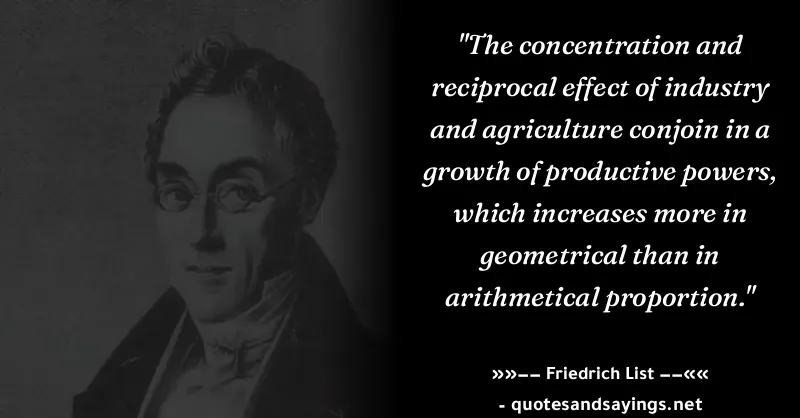 "The concentration and
reciprocal effect of industry
and agriculture conjoin in a
growth of productive powers,
which increases more in
geometrical than in
arithmetical proportion."
»»−− Friedrich List −−««
- quotesandsayings.net